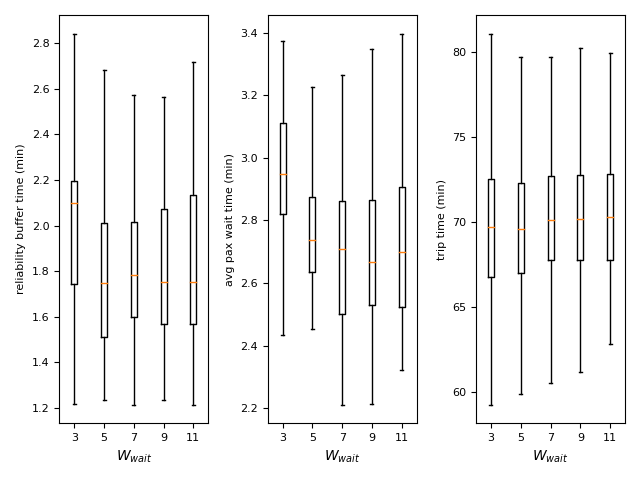 reliability buffer time (min)
2.8
2.6
2.4
2.2
2.0
1.8
1.6
1.4
1.2
3 5 7 9 11
W_wait
avg pax wait time (min)
3.4
3.2
3.0
2.8
2.6
2.4
2.2
3 5 7 9 11
W_wait
trip time (min)
80
75
70
65
60
3 5 7 9 11
W_wait